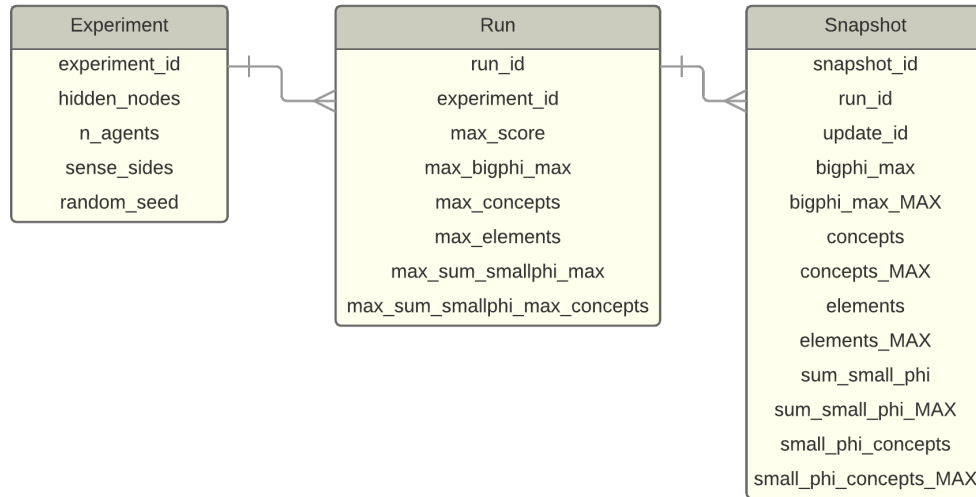 Experiment
experiment_id
hidden_nodes
n_agents
sense_sides
random_seed
Run
run_id
experiment_id
max_score
max_bigphi_max
max_concepts
max_elements
max_sum_smallphi_max
max_sum_smallphi_max_concepts
Snapshot
snapshot_id
run_id
update_id
bigphi_max
bigphi_max_MAX
concepts
concepts_MAX
elements
elements_MAX
sum_small_phi
sum_small_phi_MAX
small_phi_concepts
small_phi_concepts_MAX